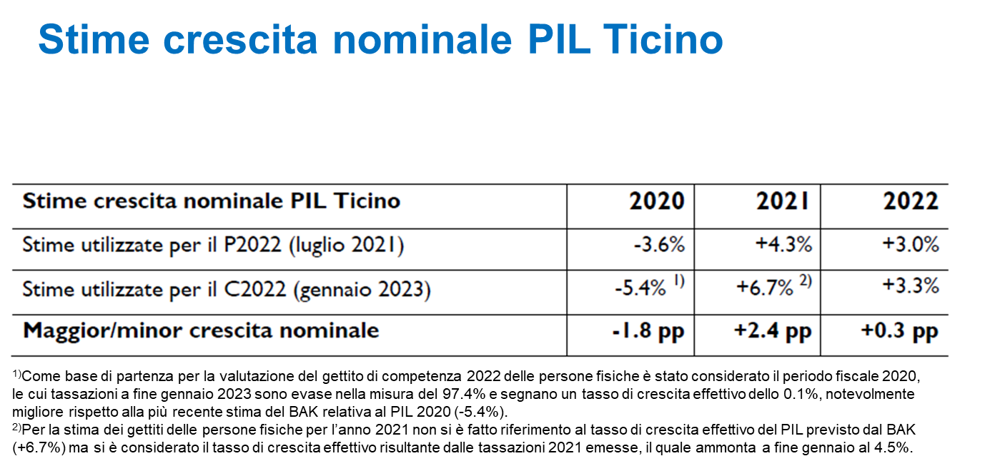 Stime crescita nominale PIL Ticino
Stime crescita nominale PIL Ticino 2020 2021 2022
Stime utilizzate per il P2022 (luglio 2021) -3.6% +4.3% +3.0%
Stime utilizzate per il C2022 (gennaio 2023) -5.4% 1) +6.7% 2) +3.3%
Maggior/minor crescita nominale -1.8 pp +2.4 pp +0.3 pp
1)Come base di partenza per la valutazione del gettito di competenza 2022 delle persone fisiche è stato considerato il periodo fiscale 2020,
le cui tassazioni a fine gennaio 2023 sono evase nella misura del 97.4% e segnano un tasso di crescita effettivo dello 0.1%, notevolmente
migliore rispetto alla più recente stima del BAK relativa al PIL 2020 (-5.4%).
2)Per la stima dei gettiti delle persone fisiche per l’anno 2021 non si è fatto riferimento al tasso di crescita effettivo del PIL previsto dal BAK
(+6.7%) ma si è considerato il tasso di crescita effettivo risultante dalle tassazioni 2021 emesse, il quale ammonta a fine gennaio al 4.5%.